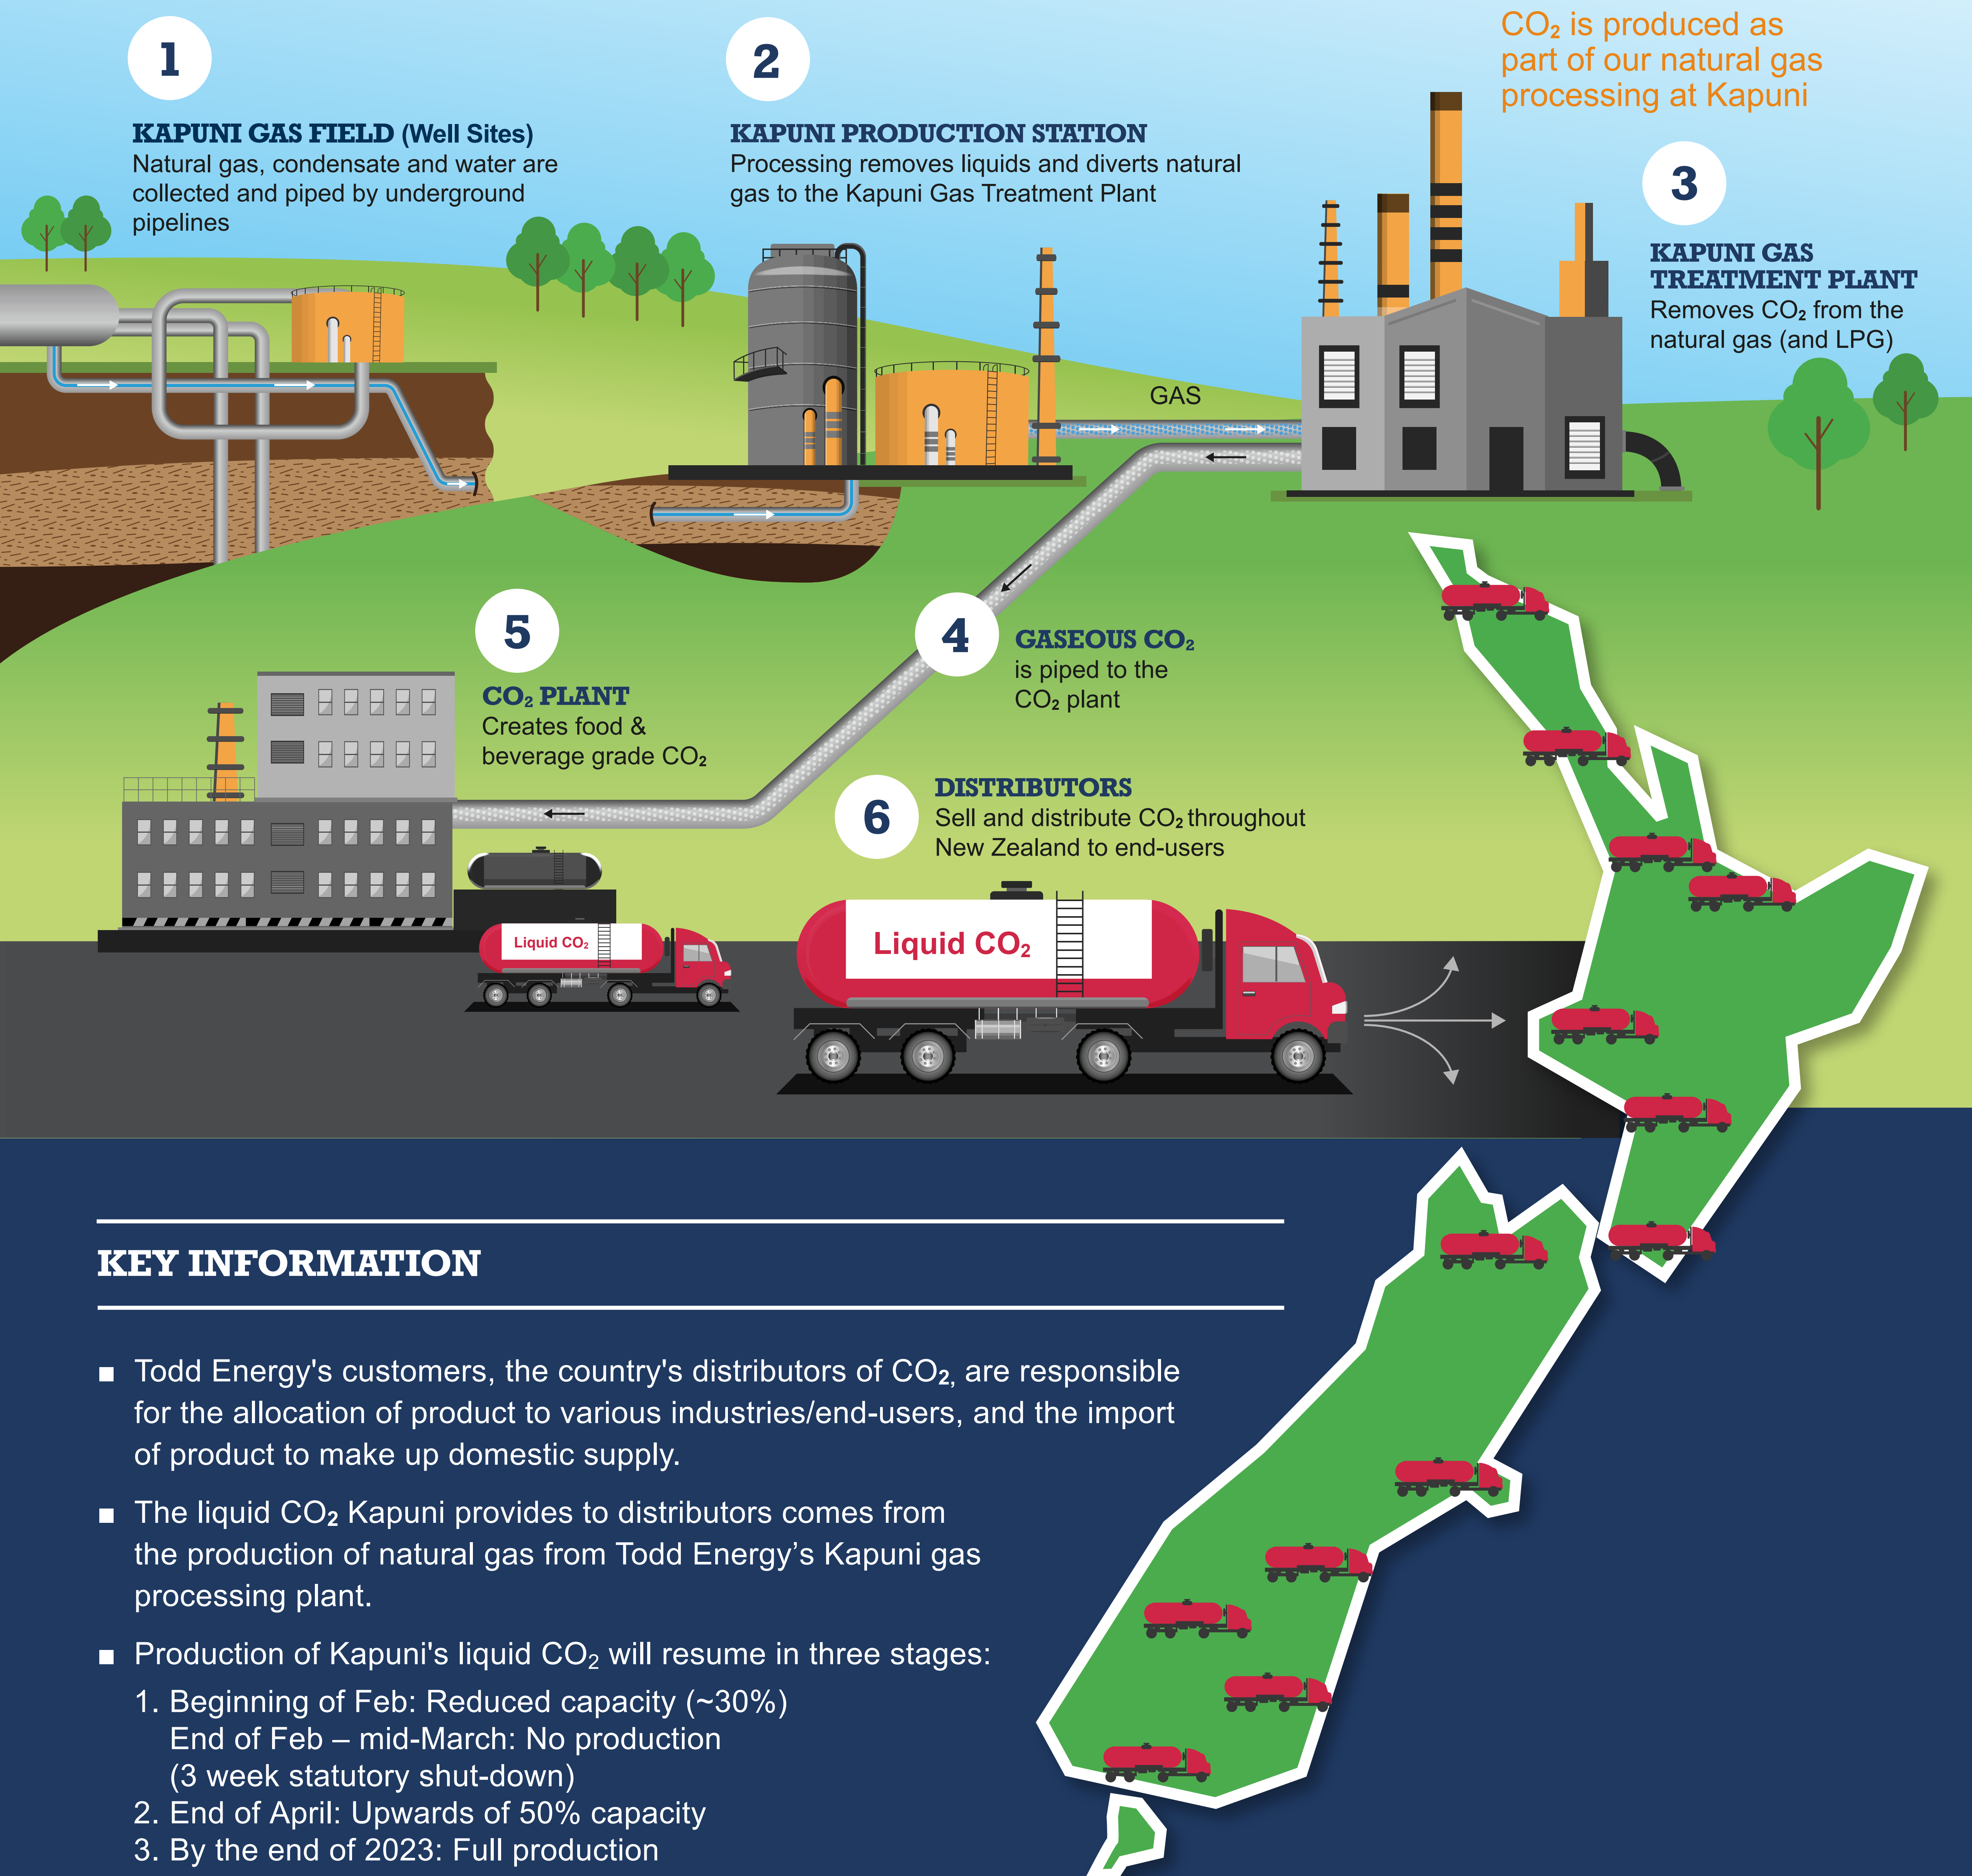 1
KAPUNI GAS FIELD (Well Sites)
Natural gas, condensate and water are
collected and piped by underground
pipelines
2
KAPUNI PRODUCTION STATION
Processing removes liquids and diverts natural
gas to the Kapuni Gas Treatment Plant
CO₂ is produced as
part of our natural gas
processing at Kapuni
3
KAPUNI GAS
TREATMENT PLANT
Removes CO₂ from the
natural gas (and LPG)
GAS
4
GASEOUS CO₂
is piped to the
CO₂ plant
5
CO₂ PLANT
Creates food &
beverage grade CO₂
6
DISTRIBUTORS
Sell and distribute CO₂ throughout
New Zealand to end-users
Liquid CO₂
Liquid CO₂
KEY INFORMATION
■ Todd Energy's customers, the country's distributors of CO₂, are responsible
for the allocation of product to various industries/end-users, and the import
of product to make up domestic supply.
■ The liquid CO₂ Kapuni provides to distributors comes from
the production of natural gas from Todd Energy’s Kapuni gas
processing plant.
■ Production of Kapuni's liquid CO₂ will resume in three stages:
1. Beginning of Feb: Reduced capacity (~30%)
End of Feb – mid-March: No production
(3 week statutory shut-down)
2. End of April: Upwards of 50% capacity
3. By the end of 2023: Full production